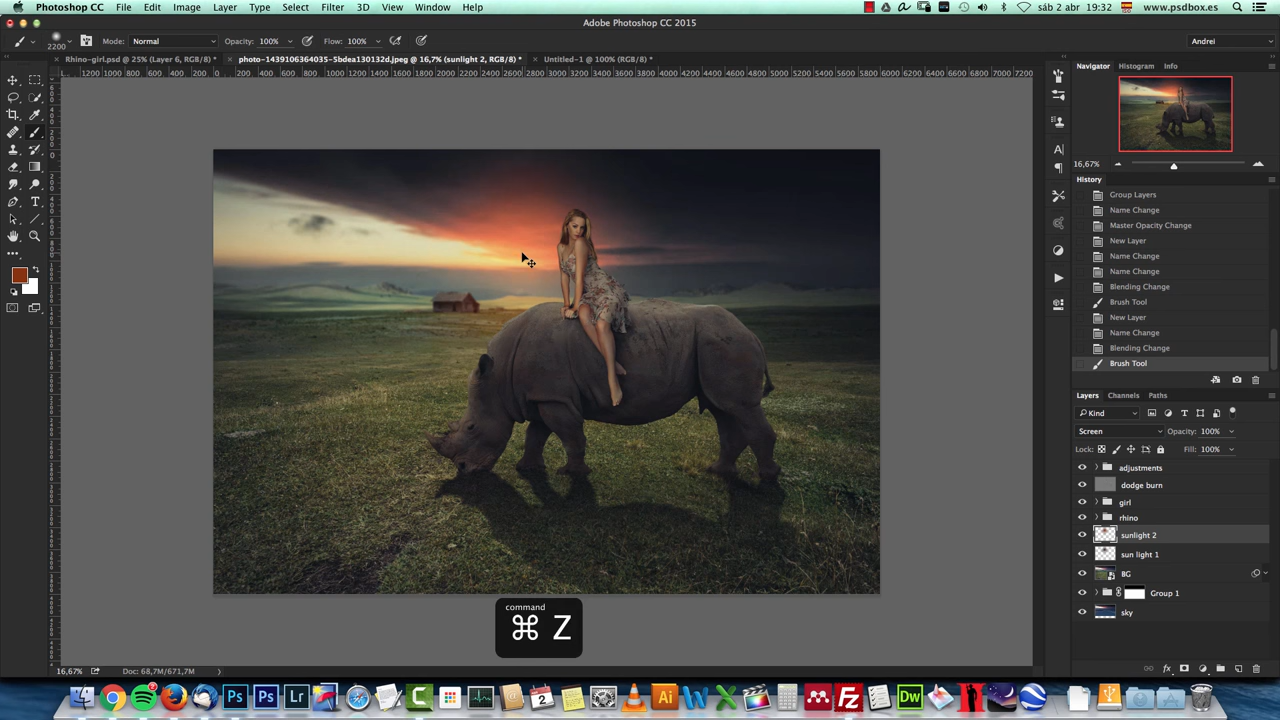 Photoshop CC File Edit Image Layer Type Select Filter 3D View Window Help
sáb 2 abr 19:32 www.psdbox.es
Adobe Photoshop CC 2015
2200 Mode: Normal Opacity: 100% Flow: 100% Andrei
Rhino-girl.psd @ 25% (Layer 6, RGB/8) * photo-1439106364035-5bdea130132d.jpeg @ 16,7% (sunlight 2, RGB/8) * Untitled-1 @ 100% (RGB/8) *
Navigator Histogram Info
16,67%
History
Group Layers
Name Change
Master Opacity Change
New Layer
Name Change
Name Change
Blending Change
Brush Tool
New Layer
Name Change
Blending Change
Brush Tool
Layers Channels Paths
Kind
Screen Opacity: 100%
Lock: Fill: 100%
adjustments
dodge burn
girl
rhino
sunlight 2
sun light 1
BG
Group 1
sky
command
⌘ Z
16,67% Doc: 68,7M/671,7M